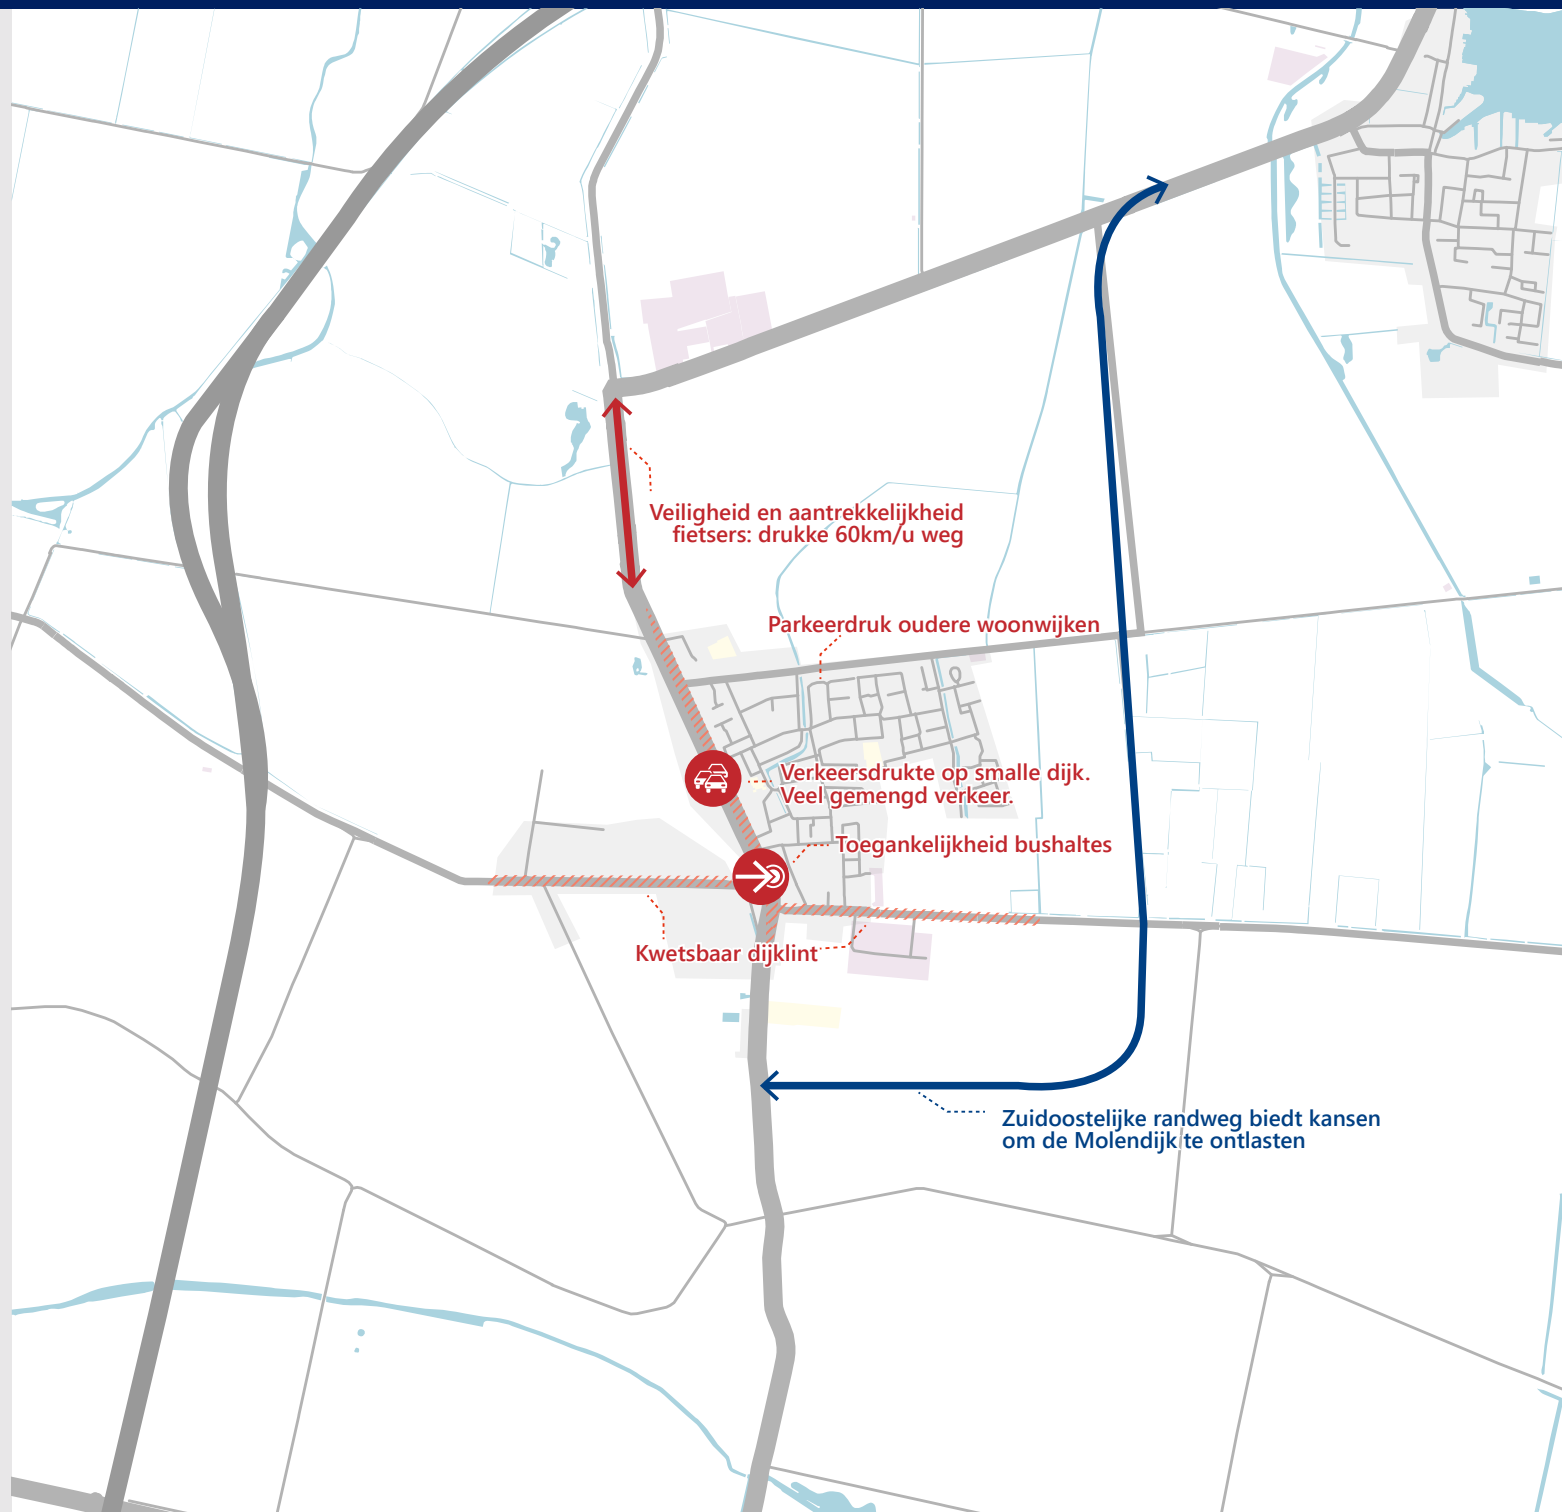 Veiligheid en aantrekkelijkheid
fietsers: drukke 60km/u weg
Parkeerdruk oudere woonwijken
Verkeersdrukte op smalle dijk.
Veel gemengd verkeer.
Toegankelijkheid bushaltes
Kwetsbaar dijklint
Zuidoostelijke randweg biedt kansen
om de Molendijk te ontlasten